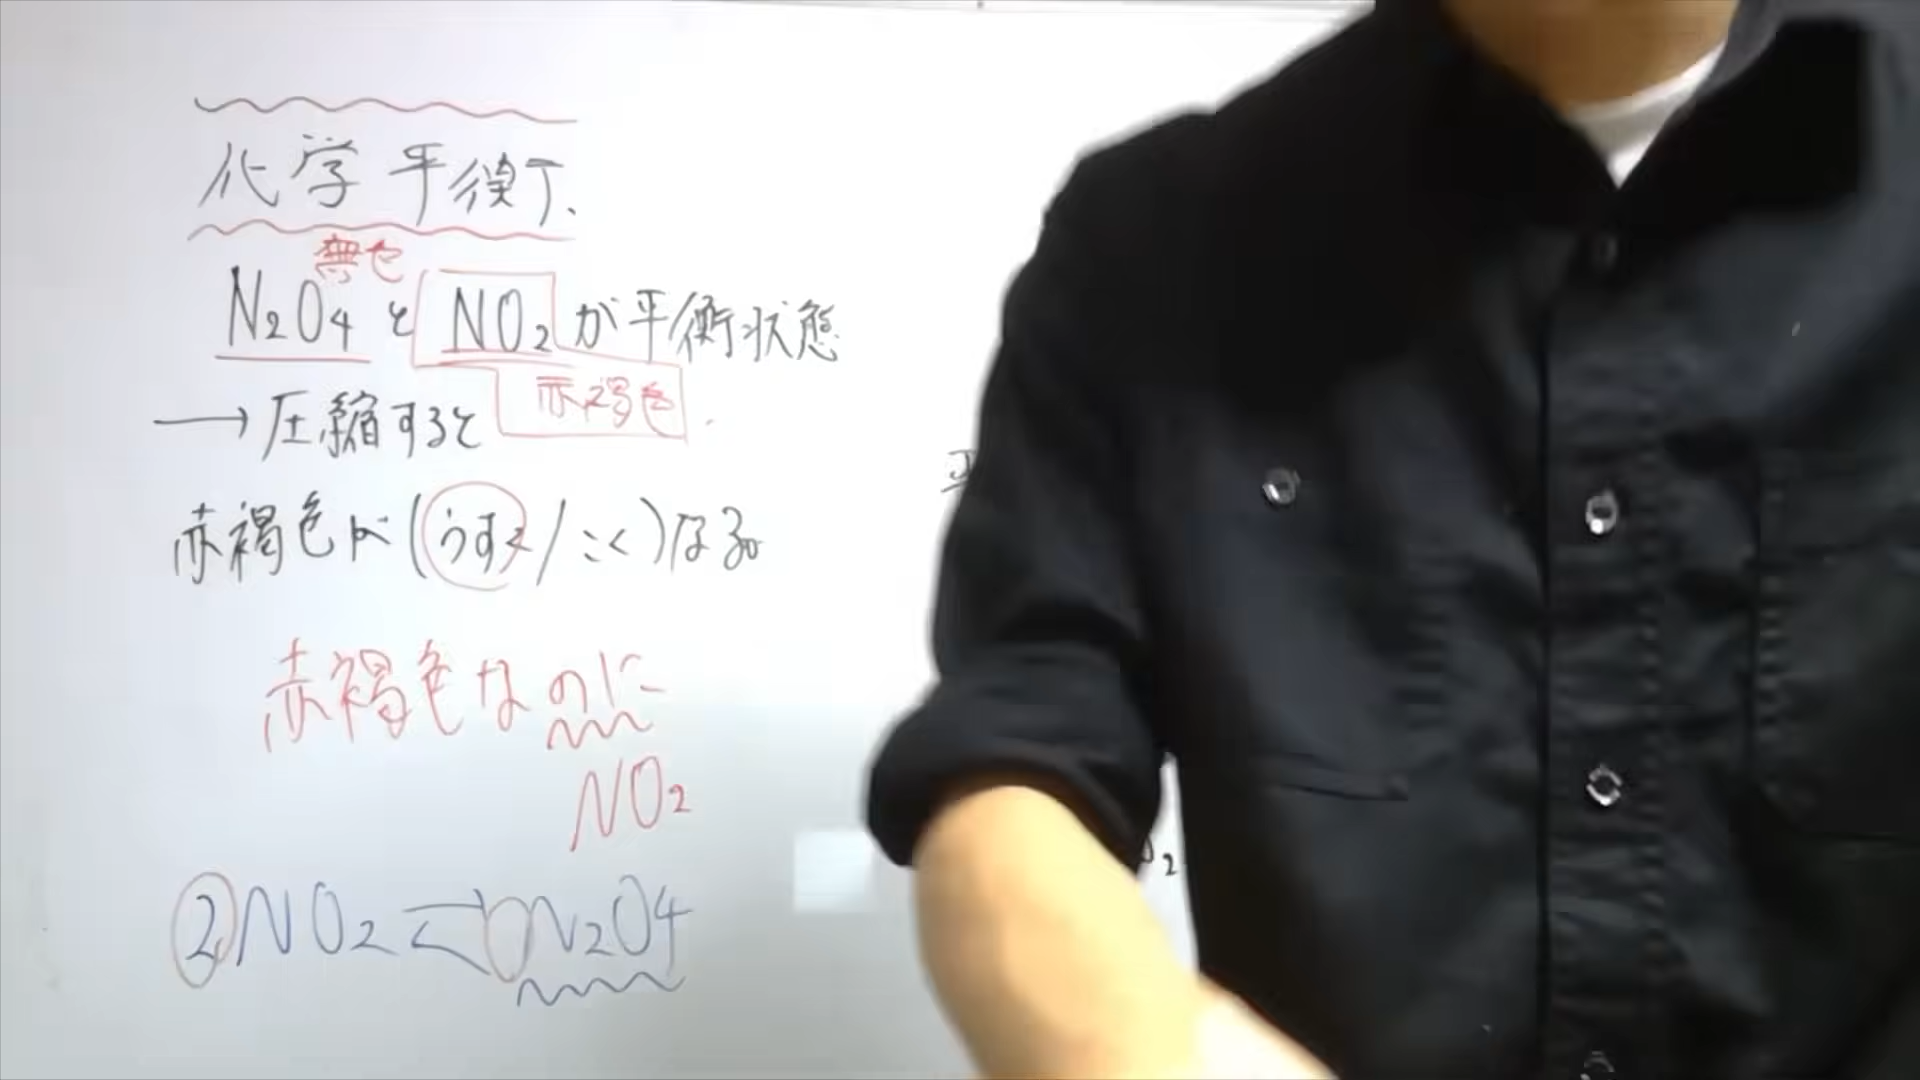 化学平衡
無色
N2O4 と NO2 が平衡状態
赤褐色
→ 圧縮すると
赤褐色が (うすく/こく) なる。
赤褐色なのに
NO2
2NO2 ⇄ N2O4
平
2